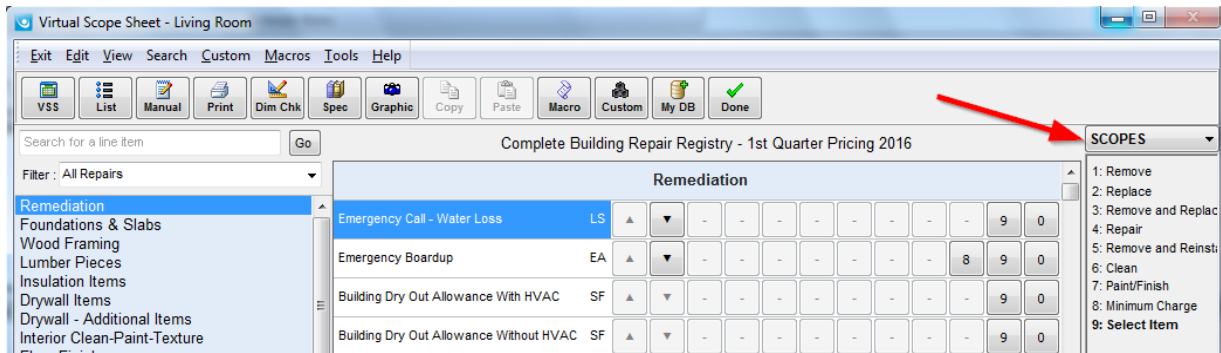 Virtual Scope Sheet - Living Room
Exit Edit View Search Custom Macros Tools Help
VSS List Manual Print Dim Chk Spec Graphic Copy Paste Macro Custom My DB Done
Search for a line item Go
Complete Building Repair Registry - 1st Quarter Pricing 2016
SCOPES
Filter : All Repairs
Remediation
Foundations & Slabs
Wood Framing
Lumber Pieces
Insulation Items
Drywall Items
Drywall - Additional Items
Interior Clean-Paint-Texture
Remediation
Emergency Call - Water Loss LS - - - - - - - - 9 0
Emergency Boardup EA - - - - - - - 8 9 0
Building Dry Out Allowance With HVAC SF - - - - - - - - 9 0
Building Dry Out Allowance Without HVAC SF - - - - - - - - 9 0
1: Remove
2: Replace
3: Remove and Replac
4: Repair
5: Remove and Reinsta
6: Clean
7: Paint/Finish
8: Minimum Charge
9: Select Item